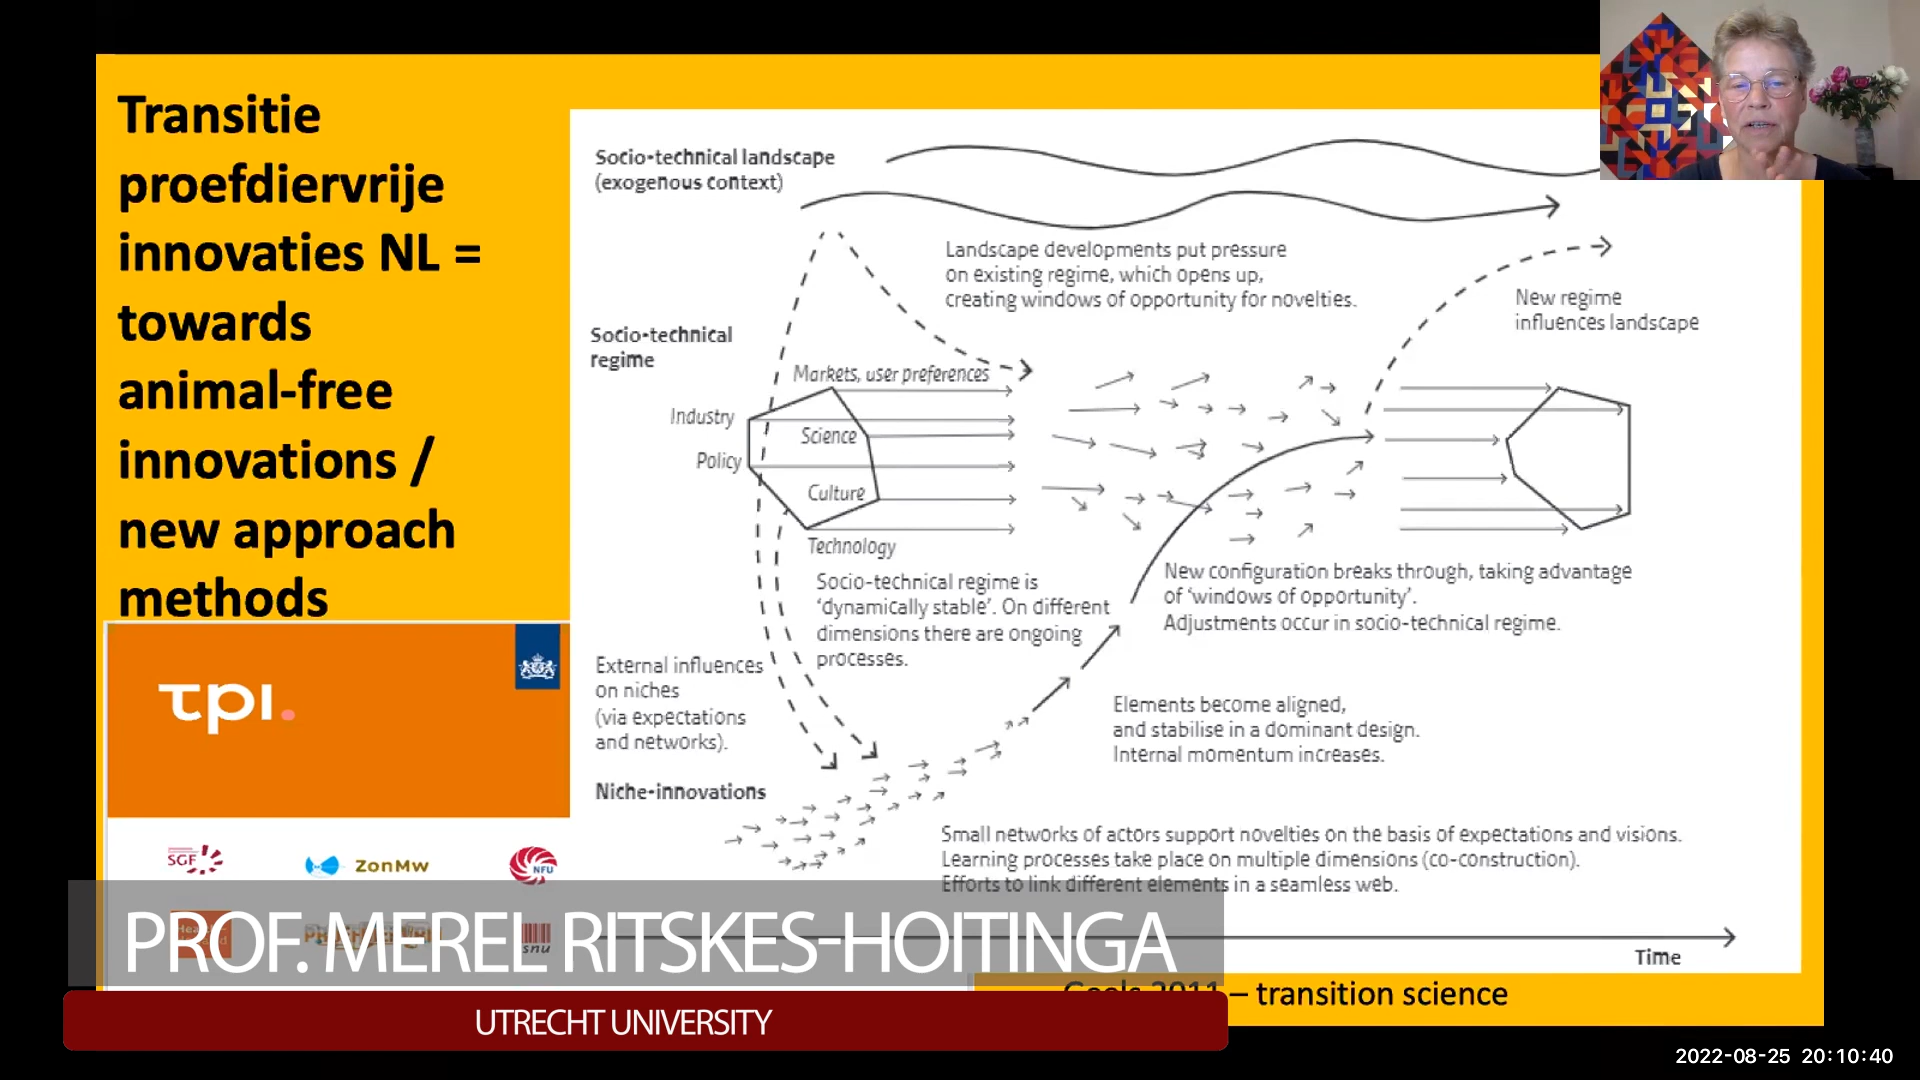 Transitie
proefdiervrije
innovaties NL =
towards
animal-free
innovations /
new approach
methods
Socio-technical landscape
(exogenous context)
Landscape developments put pressure
on existing regime, which opens up,
creating windows of opportunity for novelties.
New regime
influences landscape
Socio-technical
regime
Markets, user preferences
Industry
Science
Policy
Culture
Technology
Socio-technical regime is
‘dynamically stable’. On different
dimensions there are ongoing
processes.
New configuration breaks through, taking advantage
of ‘windows of opportunity’.
Adjustments occur in socio-technical regime.
External influences
on niches
(via expectations
and networks).
Elements become aligned,
and stabilise in a dominant design.
Internal momentum increases.
Niche-innovations
Small networks of actors support novelties on the basis of expectations and visions.
Learning processes take place on multiple dimensions (co-construction).
Efforts to link different elements in a seamless web.
Time
tpi.
SGF
ZonMw
NFU
snu
Geels 2011 – transition science
PROF. MEREL RITSKES-HOITINGA
UTRECHT UNIVERSITY
2022-08-25 20:10:40